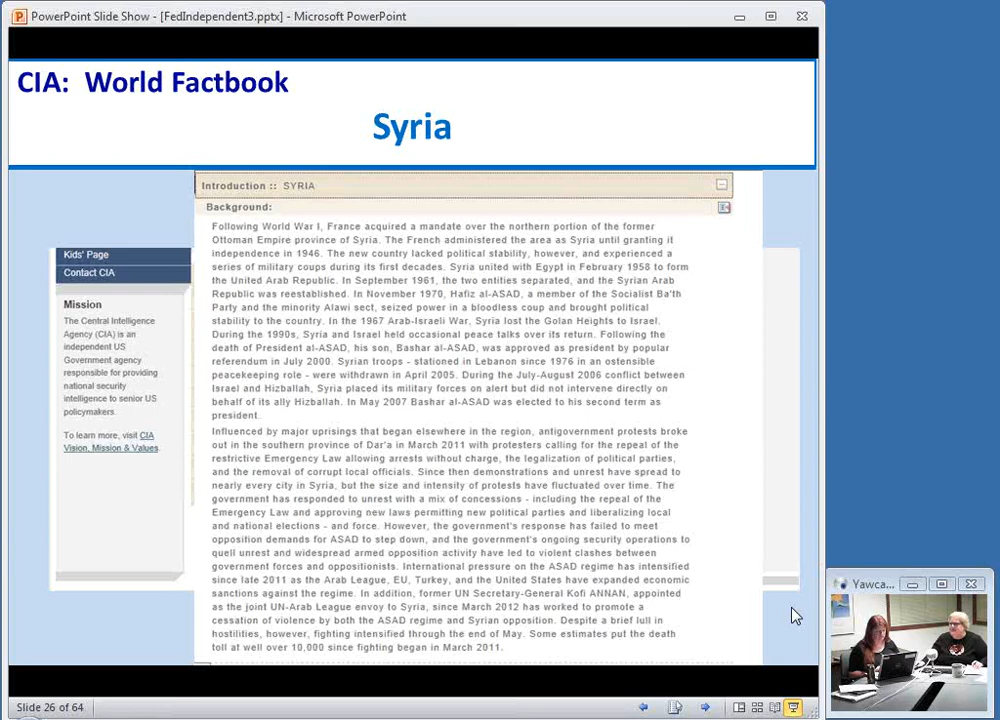 PowerPoint Slide Show - [FedIndependent3.pptx] - Microsoft PowerPoint
CIA: World Factbook
Syria
Introduction :: SYRIA
Background:
Following World War I, France acquired a mandate over the northern portion of the former
Ottoman Empire province of Syria. The French administered the area as Syria until granting it
independence in 1946. The new country lacked political stability, however, and experienced a
series of military coups during its first decades. Syria united with Egypt in February 1958 to form
the United Arab Republic. In September 1961, the two entities separated, and the Syrian Arab
Republic was reestablished. In November 1970, Hafiz al-ASAD, a member of the Socialist Ba'th
Party and the minority Alawi sect, seized power in a bloodless coup and brought political
stability to the country. In the 1967 Arab-Israeli War, Syria lost the Golan Heights to Israel.
During the 1990s, Syria and Israel held occasional peace talks over its return. Following the
death of President al-ASAD, his son, Bashar al-ASAD, was approved as president by popular
referendum in July 2000. Syrian troops - stationed in Lebanon since 1976 in an ostensible
peacekeeping role - were withdrawn in April 2005. During the July-August 2006 conflict between
Israel and Hizballah, Syria placed its military forces on alert but did not intervene directly on
behalf of its ally Hizballah. In May 2007 Bashar al-ASAD was elected to his second term as
president.
Influenced by major uprisings that began elsewhere in the region, antigovernment protests broke
out in the southern province of Dar'a in March 2011 with protesters calling for the repeal of the
restrictive Emergency Law allowing arrests without charge, the legalization of political parties,
and the removal of corrupt local officials. Since then demonstrations and unrest have spread to
nearly every city in Syria, but the size and intensity of protests have fluctuated over time. The
government has responded to unrest with a mix of concessions - including the repeal of the
Emergency Law and approving new laws permitting new political parties and liberalizing local
and national elections - and force. However, the government's response has failed to meet
opposition demands for ASAD to step down, and the government's ongoing security operations to
quell unrest and widespread armed opposition activity have led to violent clashes between
government forces and oppositionists. International pressure on the ASAD regime has intensified
since late 2011 as the Arab League, EU, Turkey, and the United States have expanded economic
sanctions against the regime. In addition, former UN Secretary-General Kofi ANNAN, appointed
as the joint UN-Arab League envoy to Syria, since March 2012 has worked to promote a
cessation of violence by both the ASAD regime and Syrian opposition. Despite a brief lull in
hostilities, however, fighting intensified through the end of May. Some estimates put the death
toll at well over 10,000 since fighting began in March 2011.
Kids' Page
Contact CIA
Mission
The Central Intelligence
Agency (CIA) is an
independent US
Government agency
responsible for providing
national security
intelligence to senior US
policymakers.
To learn more, visit CIA
Vision, Mission & Values.
Yawca...
Slide 26 of 64